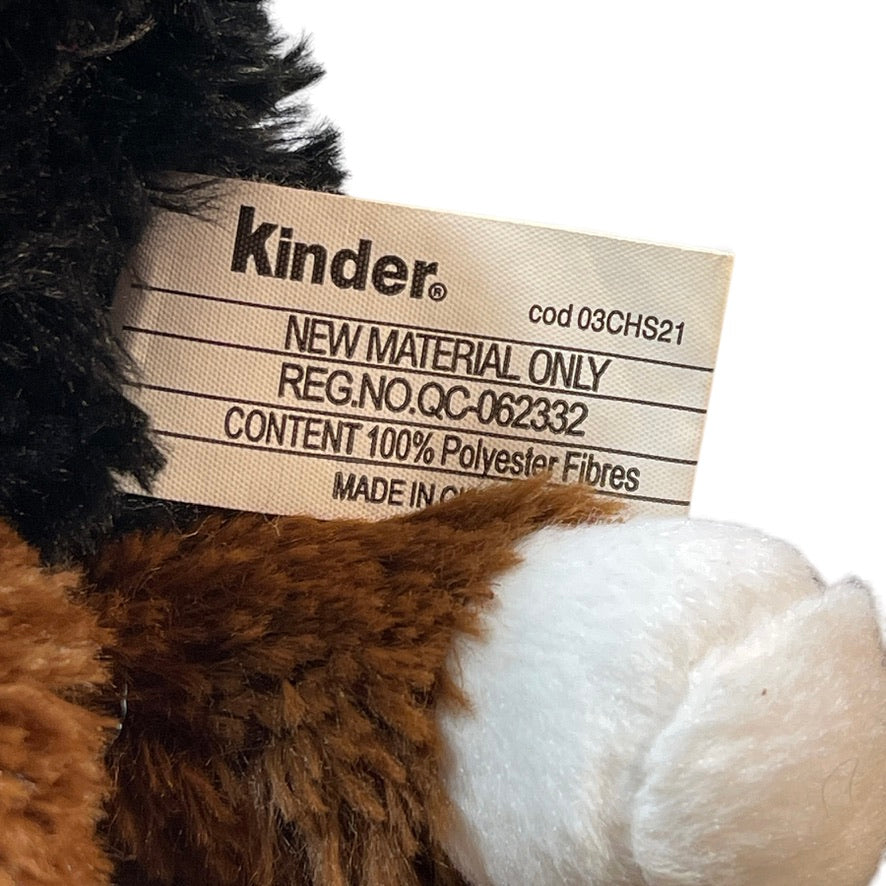 Kinder®
cod 03CHS21
NEW MATERIAL ONLY
REG.NO.QC-062332
CONTENT 100% Polyester Fibres
MADE IN